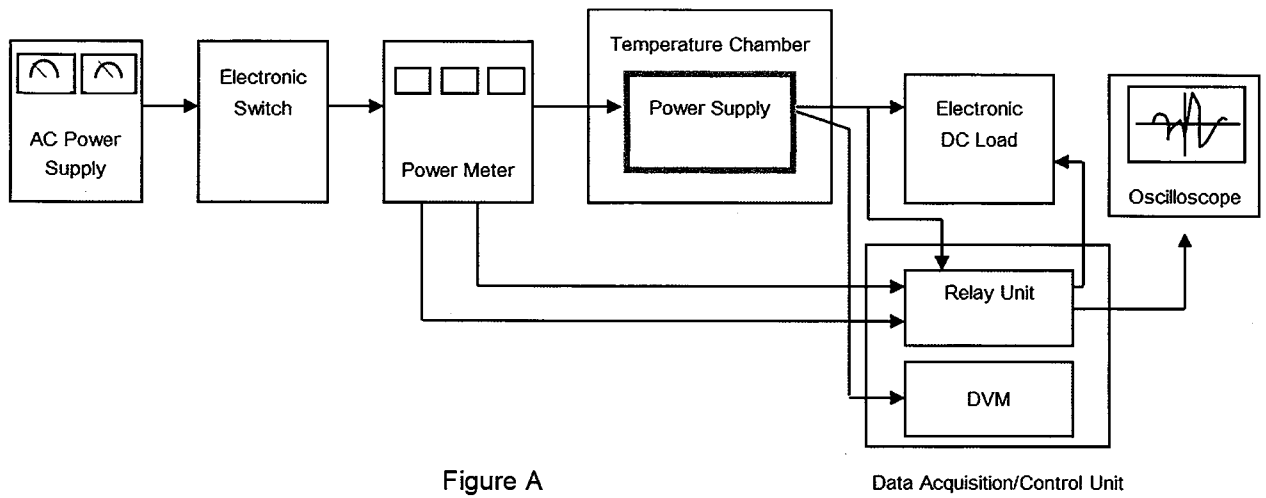 AC Power
Supply
Electronic
Switch
Power Meter
Temperature Chamber
Power Supply
Electronic
DC Load
Oscilloscope
Relay Unit
DVM
Figure A
Data Acquisition/Control Unit